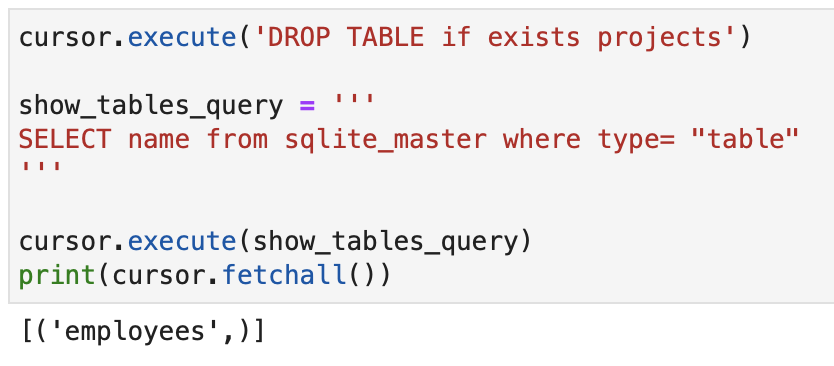 cursor.execute('DROP TABLE if exists projects')
show_tables_query = '''
SELECT name from sqlite_master where type= "table"
'''
cursor.execute(show_tables_query)
print(cursor.fetchall())
[('employees',)]